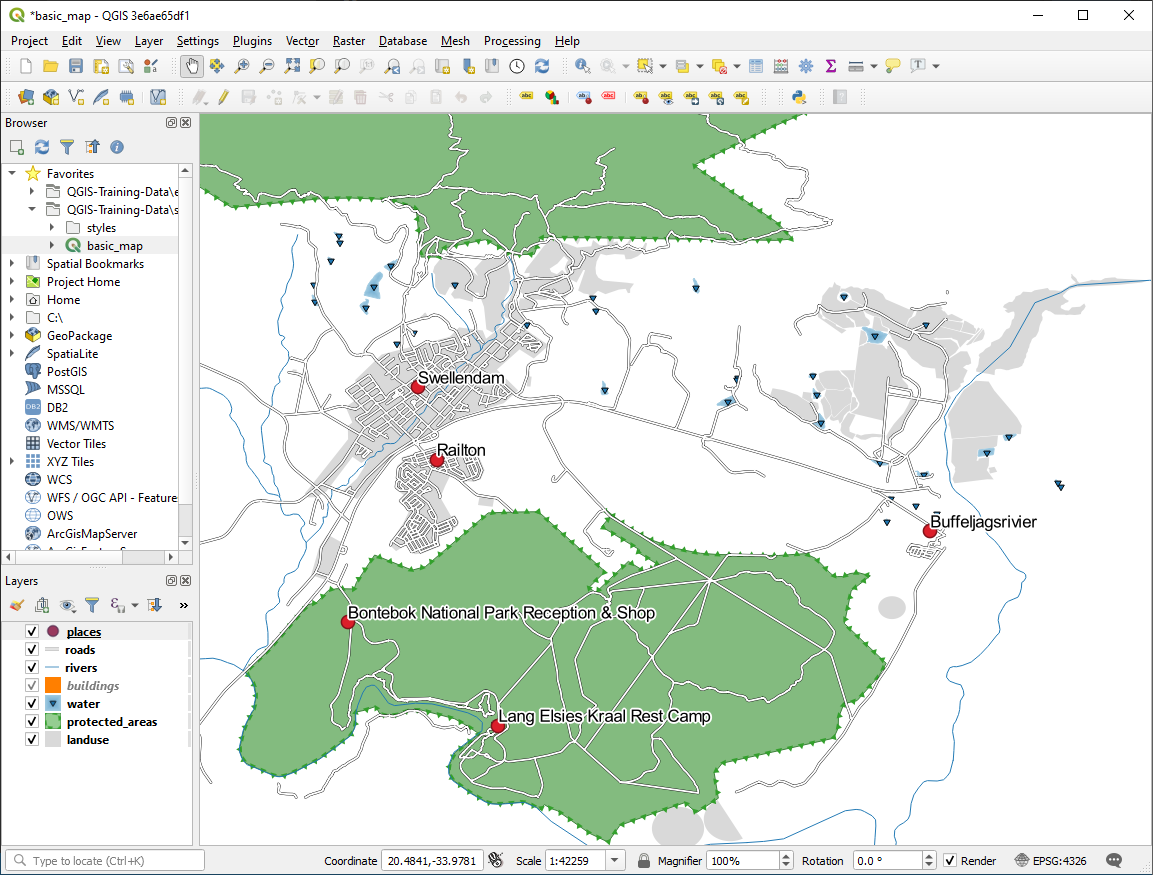 *basic_map - QGIS 3e6ae65df1
Project Edit View Layer Settings Plugins Vector Raster Database Mesh Processing Help
Browser
Favorites
QGIS-Training-Data\e
QGIS-Training-Data\s
styles
basic_map
Spatial Bookmarks
Project Home
Home
C:\
GeoPackage
SpatiaLite
PostGIS
MSSQL
DB2
WMS/WMTS
Vector Tiles
XYZ Tiles
WCS
WFS / OGC API - Feature
OWS
ArcGisMapServer
Layers
places
roads
rivers
buildings
water
protected_areas
landuse
Swellendam
Railton
Buffeljagsrivier
Bontebok National Park Reception & Shop
Lang Elsies Kraal Rest Camp
Type to locate (Ctrl+K) Coordinate 20.4841,-33.9781 Scale 1:42259 Magnifier 100% Rotation 0.0 ° Render EPSG:4326